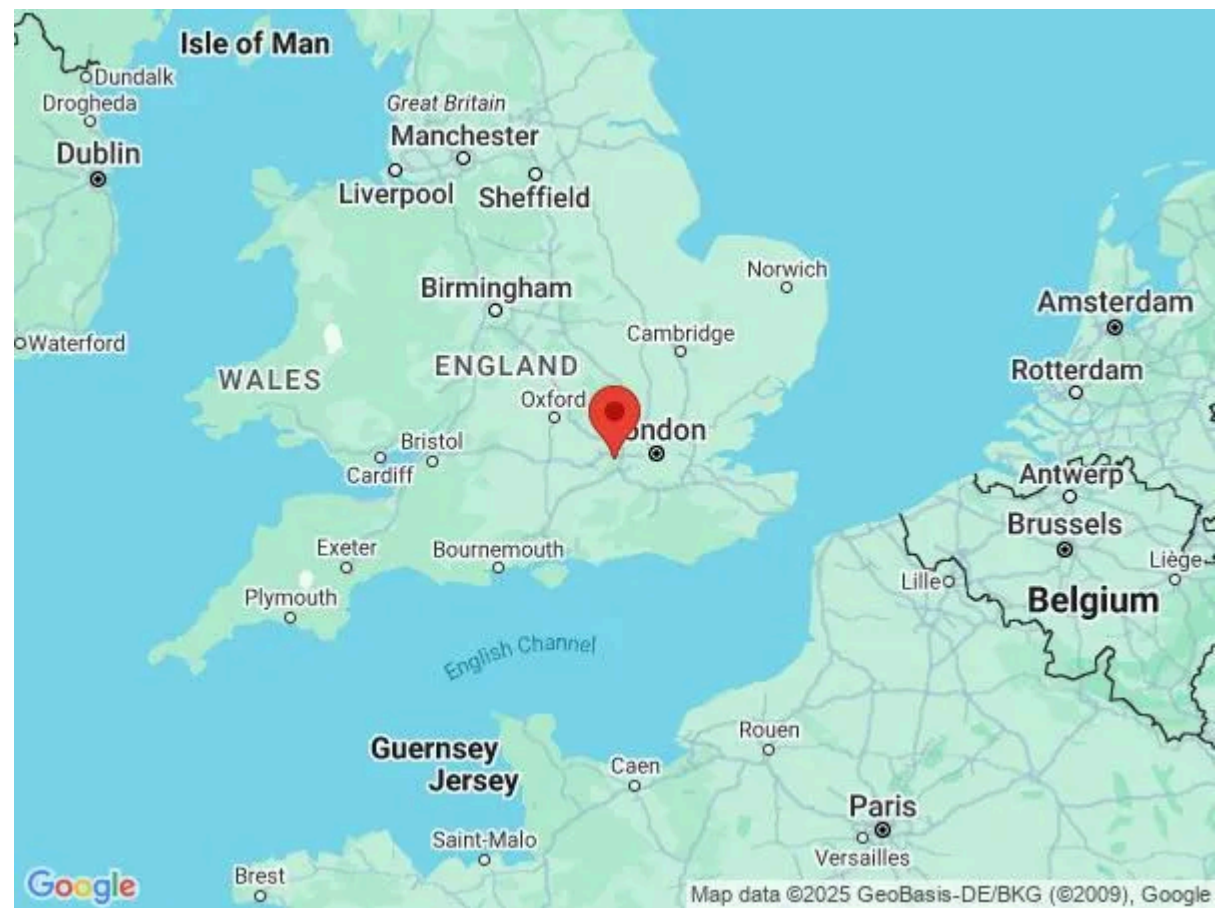 Isle of Man
Dundalk
Drogheda
Great Britain
Manchester
Dublin
Liverpool
Sheffield
Norwich
Birmingham
Amsterdam
Cambridge
Waterford
ENGLAND
Rotterdam
WALES
Oxford
ondon
Bristol
Cardiff
Antwerp
Brussels
Exeter
Bournemouth
Liège
Lille
Plymouth
Belgium
English Channel
Rouen
Guernsey
Jersey
Caen
Paris
Saint-Malo
Versailles
Brest
Google
Map data ©2025 GeoBasis-DE/BKG (©2009), Google